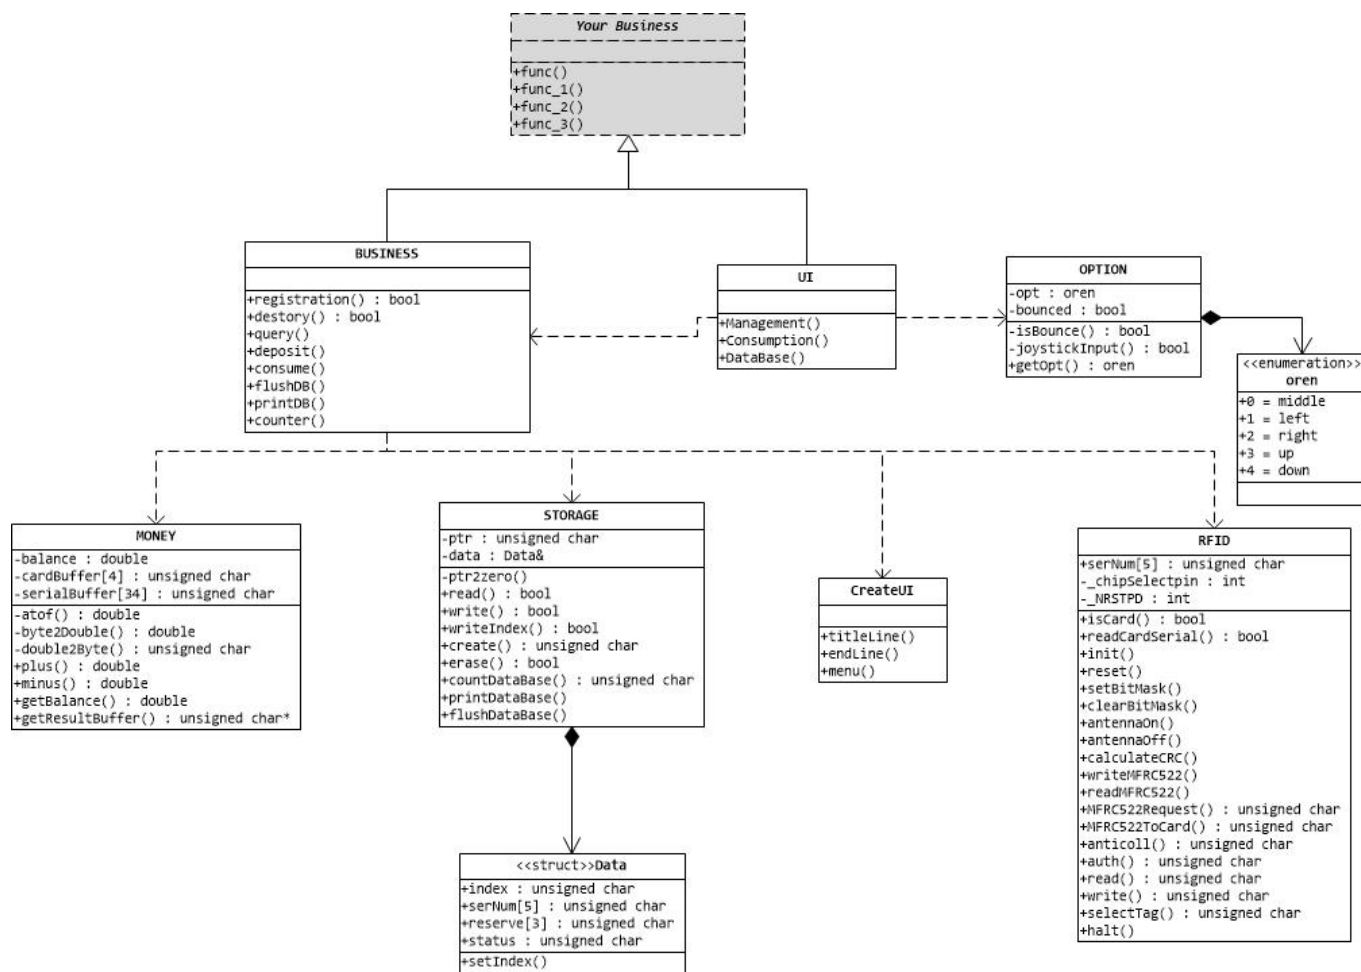 Your Business
+func()
+func_1()
+func_2()
+func_3()
BUSINESS
+registration() : bool
+destory() : bool
+query()
+deposit()
+consume()
+flushDB()
+printDB()
+counter()
UI
+Management()
+Consumption()
+DataBase()
OPTION
-opt : oren
-bounced : bool
-isBounce() : bool
-joystickInput() : bool
+getOpt() : oren
<<enumeration>>
oren
+0 = middle
+1 = left
+2 = right
+3 = up
+4 = down
MONEY
-balance : double
-cardBuffer[4] : unsigned char
-serialBuffer[34] : unsigned char
-atof() : double
-byte2Double() : double
-double2Byte() : unsigned char
+plus() : double
+minus() : double
+getBalance() : double
+getResultBuffer() : unsigned char*
STORAGE
-ptr : unsigned char
-data : Data&
-ptr2zero()
+read() : bool
+write() : bool
+writeIndex() : bool
+create() : unsigned char
+erase() : bool
+countDataBase() : unsigned char
+printDataBase()
+flushDataBase()
CreateUI
+titleLine()
+endLine()
+menu()
RFID
+serNum[5] : unsigned char
-_chipSelectpin : int
-_NRSTPD : int
+isCard() : bool
+readCardSerial() : bool
+init()
+reset()
+setBitMask()
+clearBitMask()
+antennaOn()
+antennaOff()
+calculateCRC()
+writeMFRC522()
+readMFRC522()
+MFRC522Request() : unsigned char
+MFRC522ToCard() : unsigned char
+anticoll() : unsigned char
+auth() : unsigned char
+read() : unsigned char
+write() : unsigned char
+selectTag() : unsigned char
+halt()
<<struct>>Data
+index : unsigned char
+serNum[5] : unsigned char
+reserve[3] : unsigned char
+status : unsigned char
+setIndex()